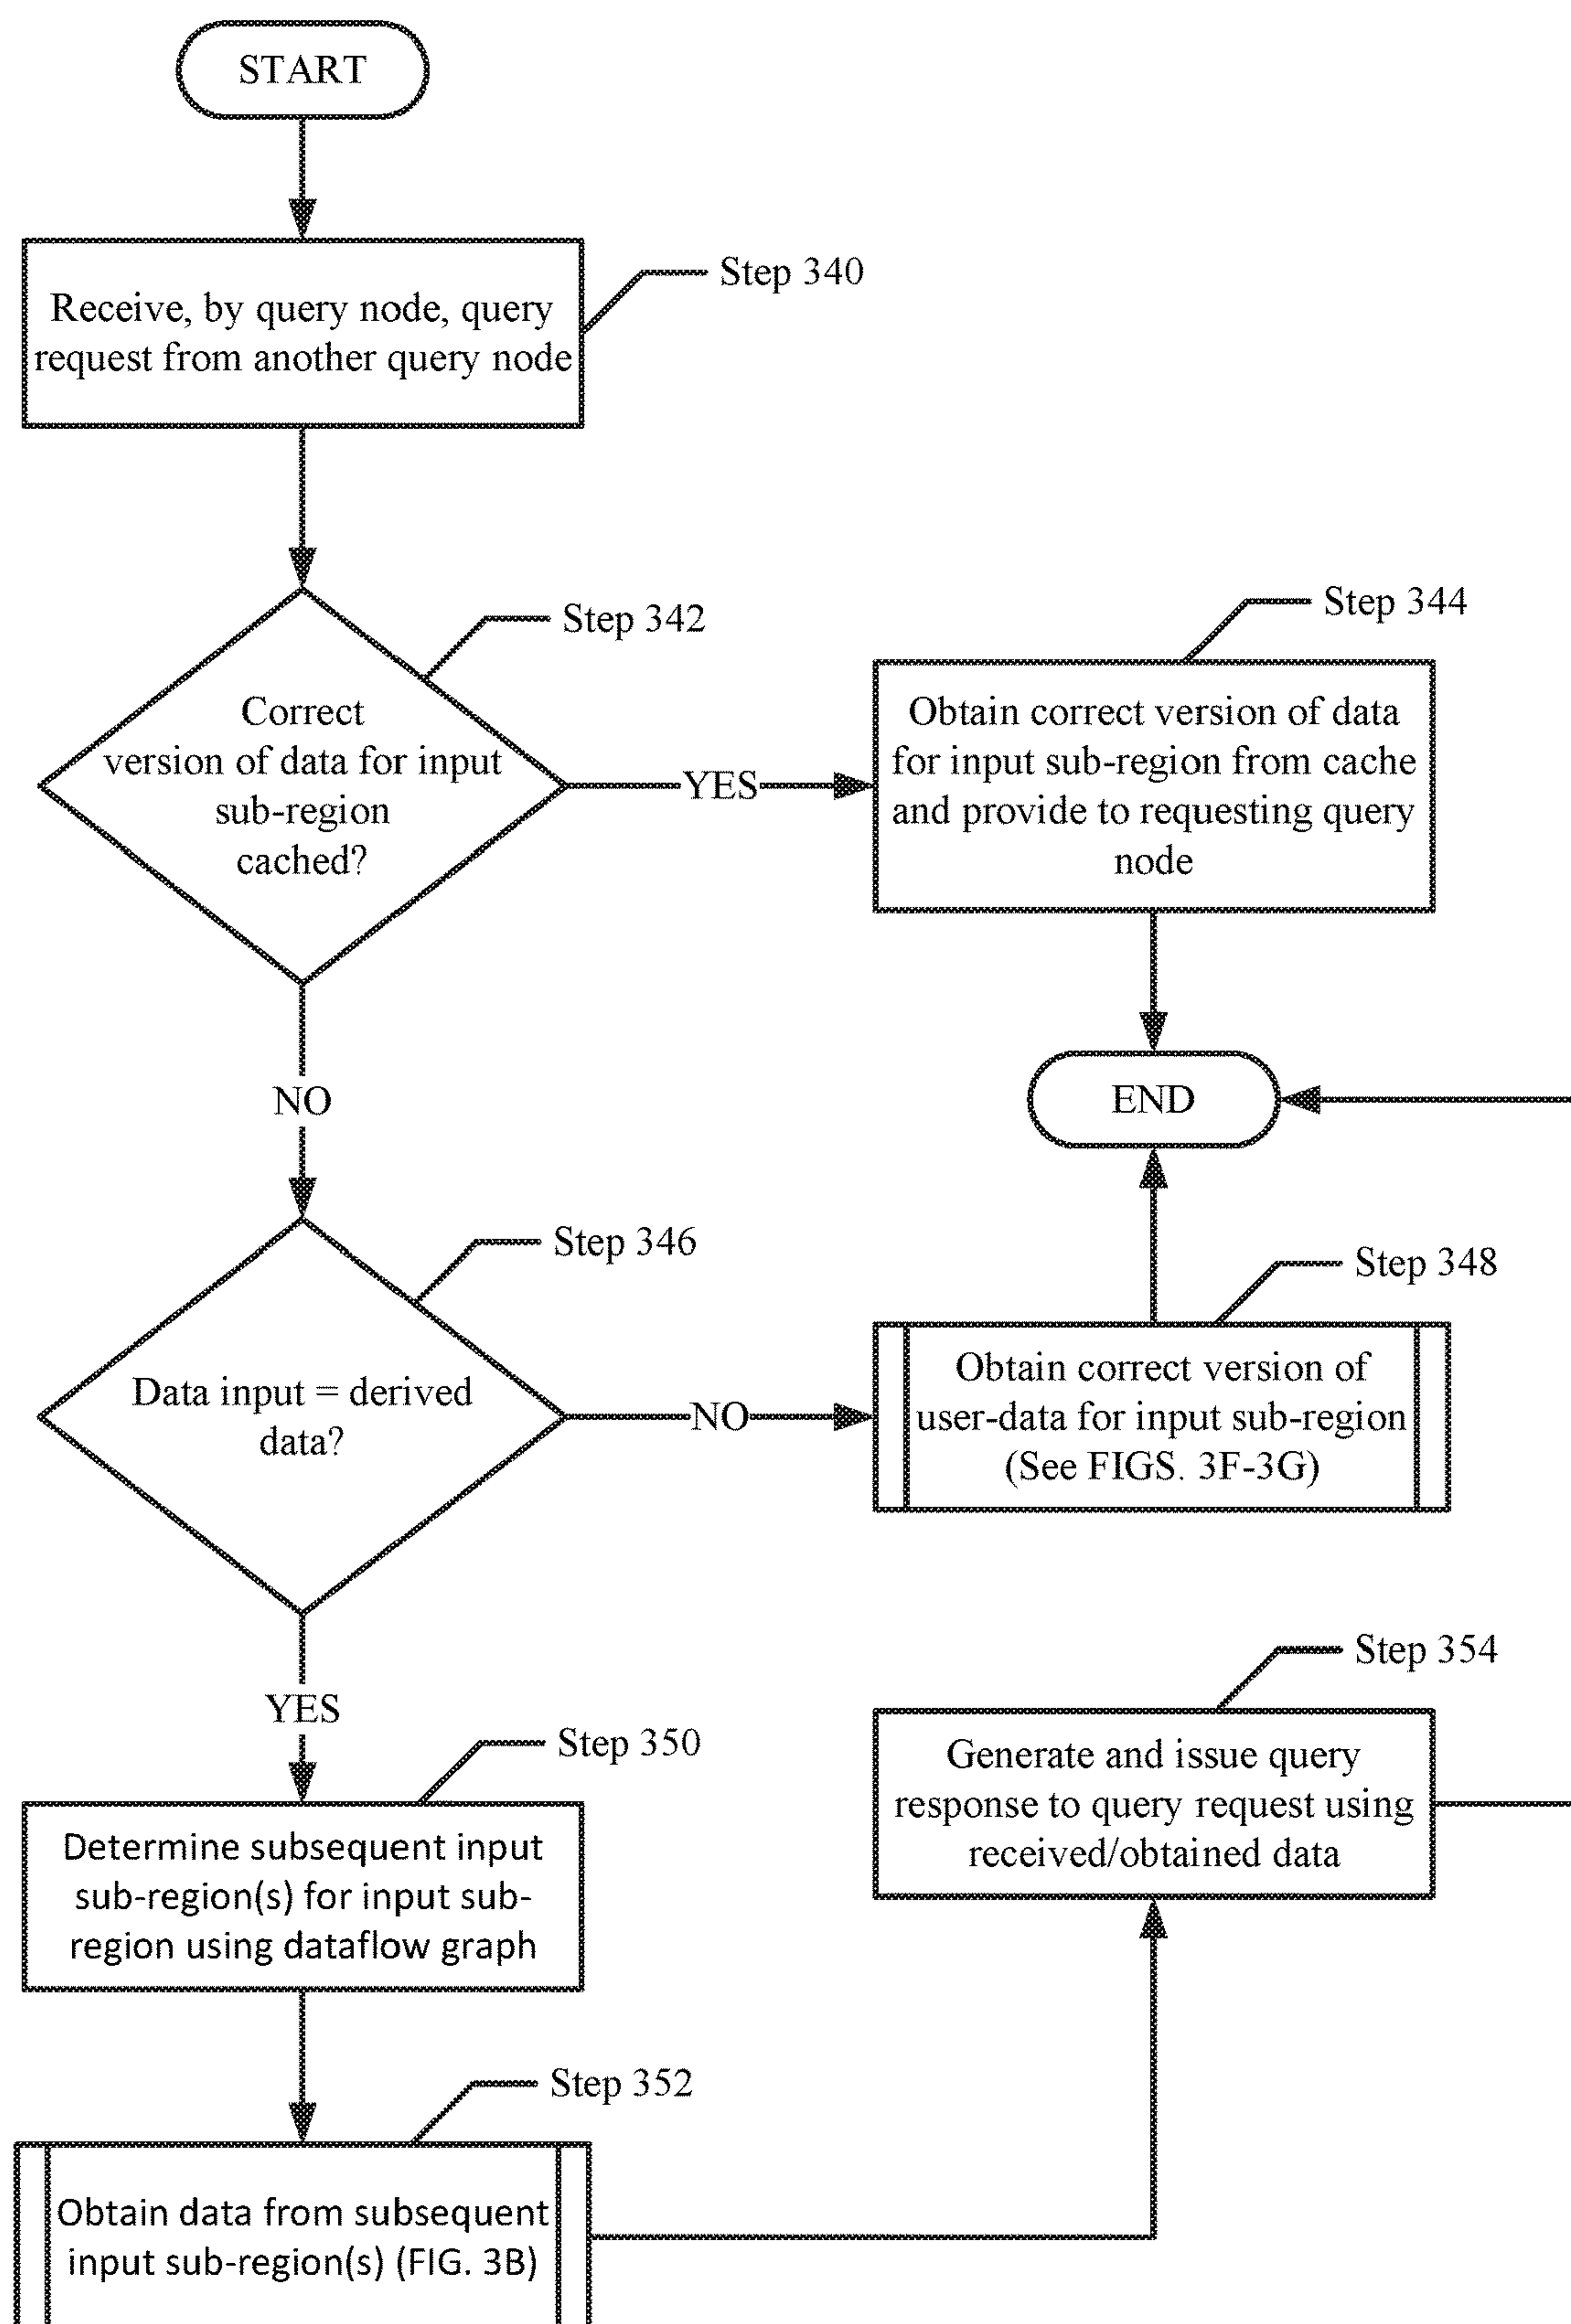 START
Step 340
Receive, by query node, query
request from another query node
Step 342
Correct
version of data for input
sub-region
cached?
YES
Step 344
Obtain correct version of data
for input sub-region from cache
and provide to requesting query
node
NO
END
Step 346
Data input = derived
data?
NO
Step 348
Obtain correct version of
user-data for input sub-region
(See FIGS. 3F-3G)
YES
Step 350
Determine subsequent input
sub-region(s) for input sub-
region using dataflow graph
Step 352
Obtain data from subsequent
input sub-region(s) (FIG. 3B)
Step 354
Generate and issue query
response to query request using
received/obtained data